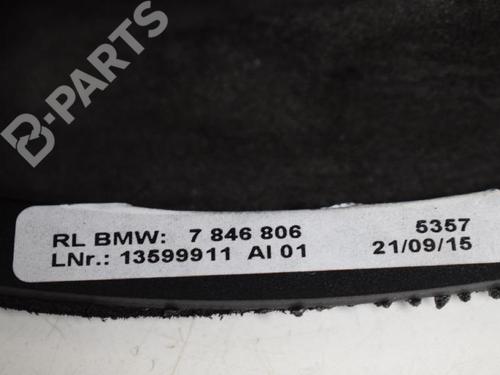 B-PARTS
RL BMW: 7 846 806 5357
LNr.: 13599911 AI 01 21/09/15